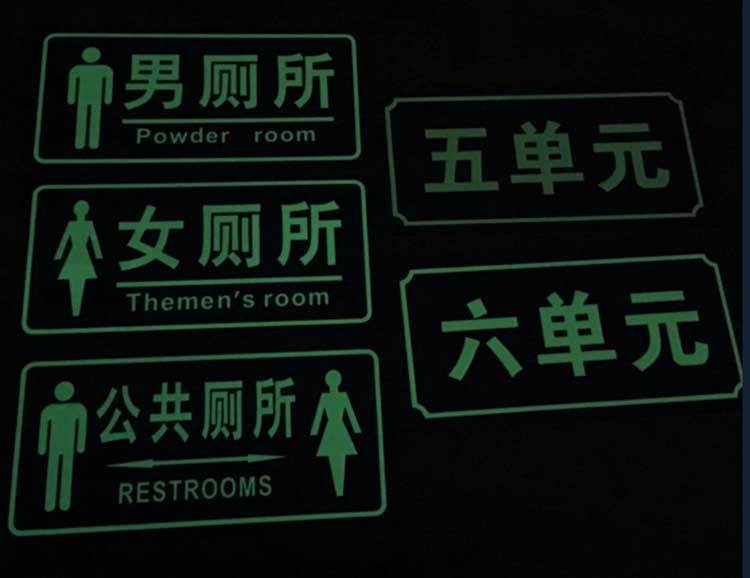 男厕所
Powder room
女厕所
Themen's room
公共厕所
RESTROOMS
五单元
六单元